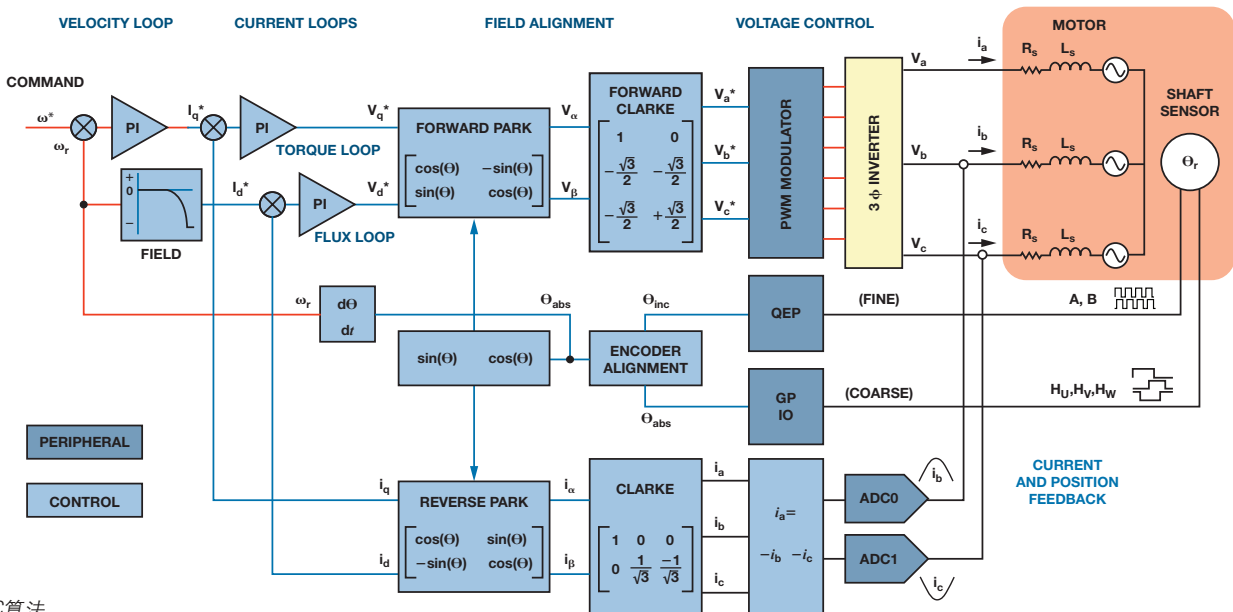 VELOCITY LOOP
CURRENT LOOPS
FIELD ALIGNMENT
VOLTAGE CONTROL
MOTOR
COMMAND
ω*
ωr
PI
Iq*
PI
TORQUE LOOP
Vq*
FORWARD PARK
cos(Θ) −sin(Θ)
sin(Θ) cos(Θ)
Vα
Vβ
FORWARD
CLARKE
1 0
−√3/2 −√3/2
−√3/2 +√3/2
Va*
Vb*
Vc*
PWM MODULATOR
3 ϕ INVERTER
Va
ia
Rs
Ls
Vb
ib
Rs
Ls
Vc
ic
Rs
Ls
SHAFT
SENSOR
Θr
+
0
−
FIELD
Id*
PI
FLUX LOOP
Vd*
ωr
dΘ
dt
Θabs
sin(Θ) cos(Θ)
Θinc
ENCODER
ALIGNMENT
Θabs
QEP
(FINE)
A, B
GP
IO
(COARSE)
HU,HV,HW
PERIPHERAL
CONTROL
iq
id
REVERSE PARK
cos(Θ) sin(Θ)
−sin(Θ) cos(Θ)
iα
iβ
CLARKE
1 0 0
0 1/√3 −1/√3
ia
ib
ic
ia=
−ib −ic
ADC0
ib
ADC1
ic
CURRENT
AND POSITION
FEEDBACK
算法